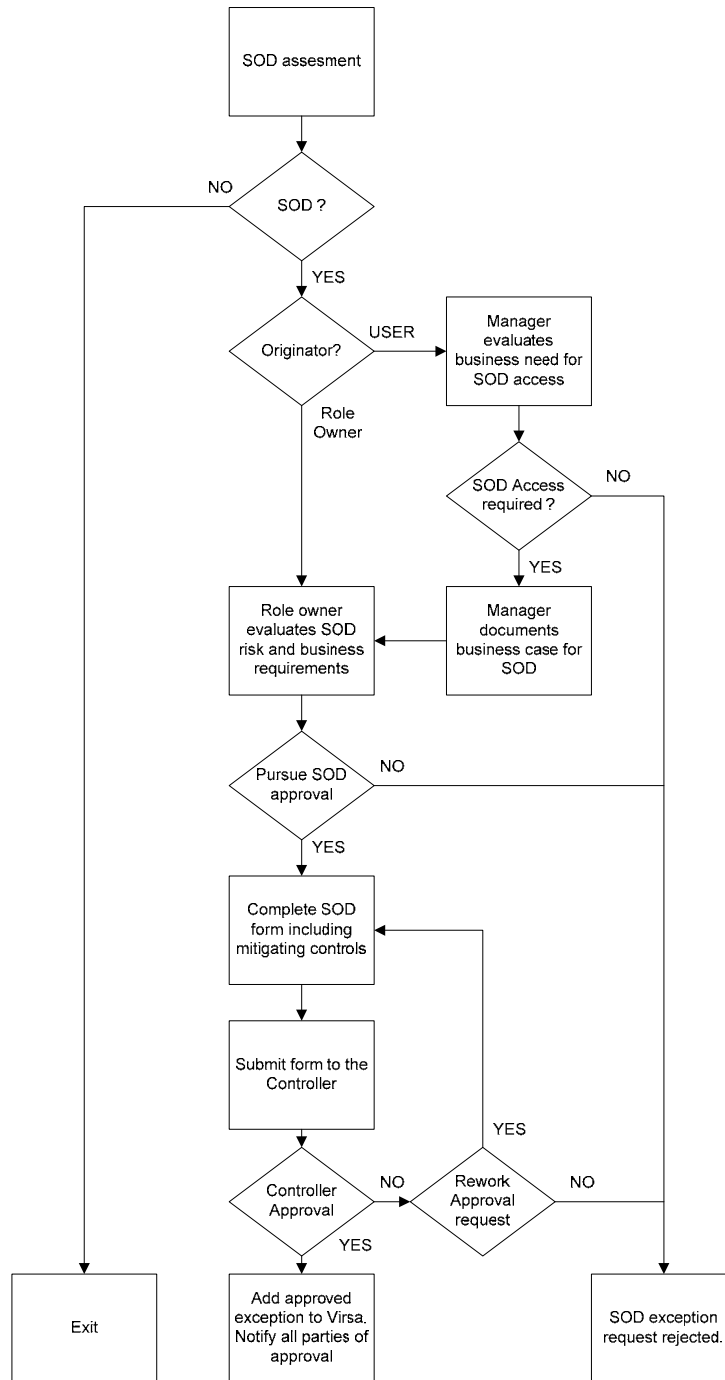 SOD assesment
NO
SOD ?
YES
Originator?
USER
Manager
evaluates
business need for
SOD access
Role
Owner
SOD Access
required ?
NO
YES
Role owner
evaluates SOD
risk and business
requirements
Manager
documents
business case for
SOD
Pursue SOD
approval
NO
YES
Complete SOD
form including
mitigating controls
Submit form to the
Controller
YES
Controller
Approval
NO
Rework
Approval
request
NO
YES
Exit
Add approved
exception to Virsa.
Notify all parties of
approval
SOD exception
request rejected.